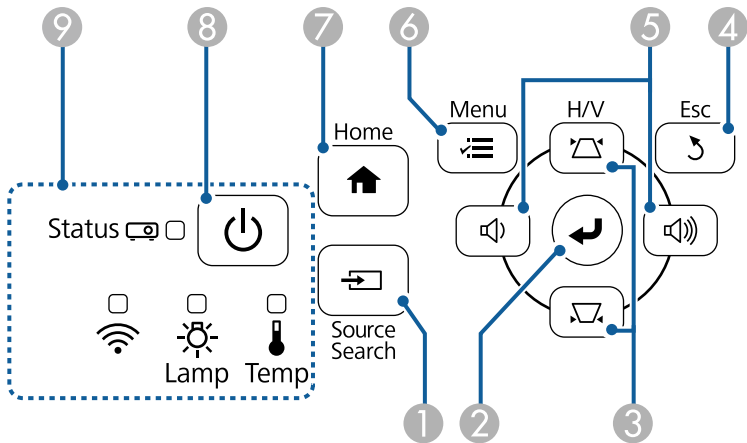 9 8 7 6 5 4
Menu H/V Esc
Home
Status
Source
Search
Lamp Temp
1 2 3